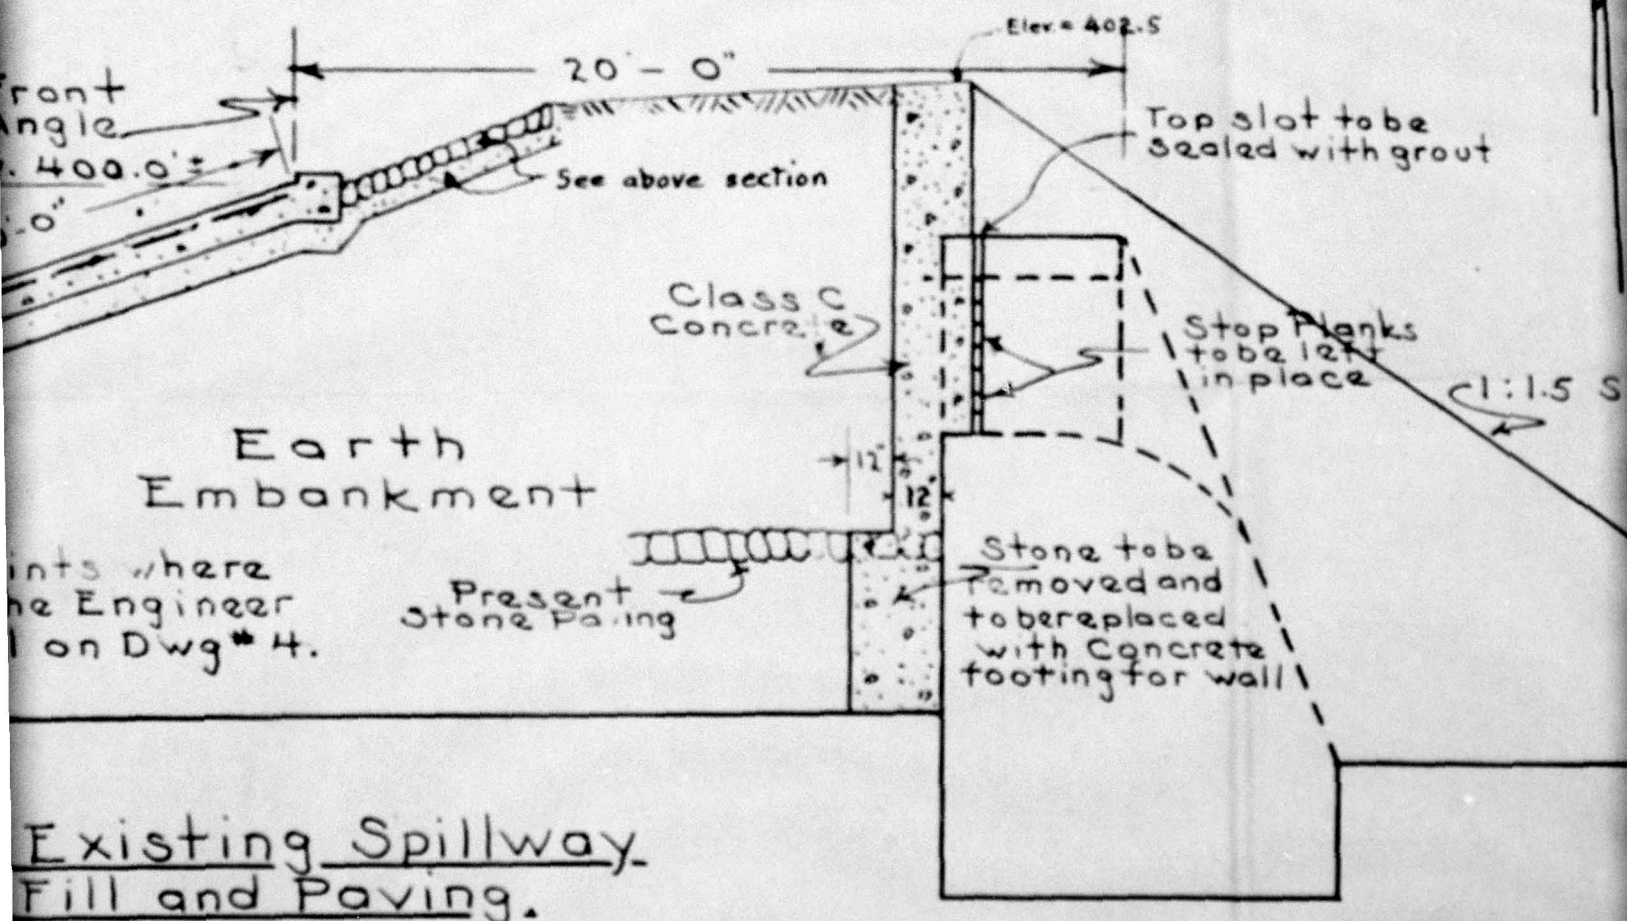 Elev = 402.5
20'-0"
Front
Angle
. 400.0'±
-0"
See above section
Top slot to be
sealed with grout
Class C
Concrete
Stop Planks
to be left
in place
1:1.5 S
Earth
Embankment
12"
12"
ints where
he Engineer
on Dwg # 4.
Present
Stone Paving
Stone to be
removed and
to be replaced
with Concrete
footing for wall
Existing Spillway
Fill and Paving.